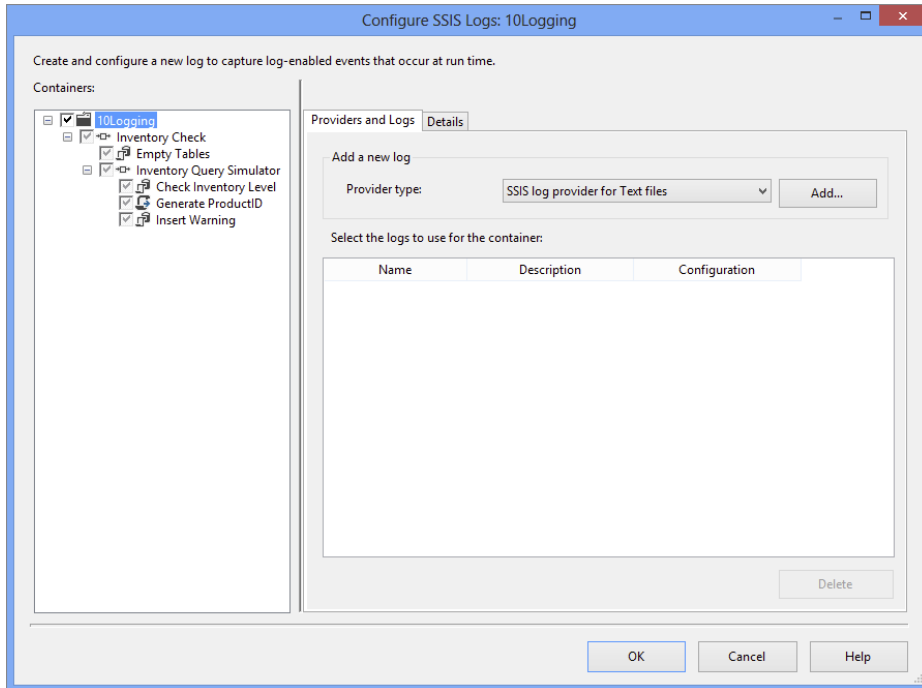 Configure SSIS Logs: 10Logging
Create and configure a new log to capture log-enabled events that occur at run time.
Containers:
10Logging
Inventory Check
Empty Tables
Inventory Query Simulator
Check Inventory Level
Generate ProductID
Insert Warning
Providers and Logs Details
Add a new log
Provider type: SSIS log provider for Text files Add...
Select the logs to use for the container:
Name Description Configuration
Delete
OK Cancel Help